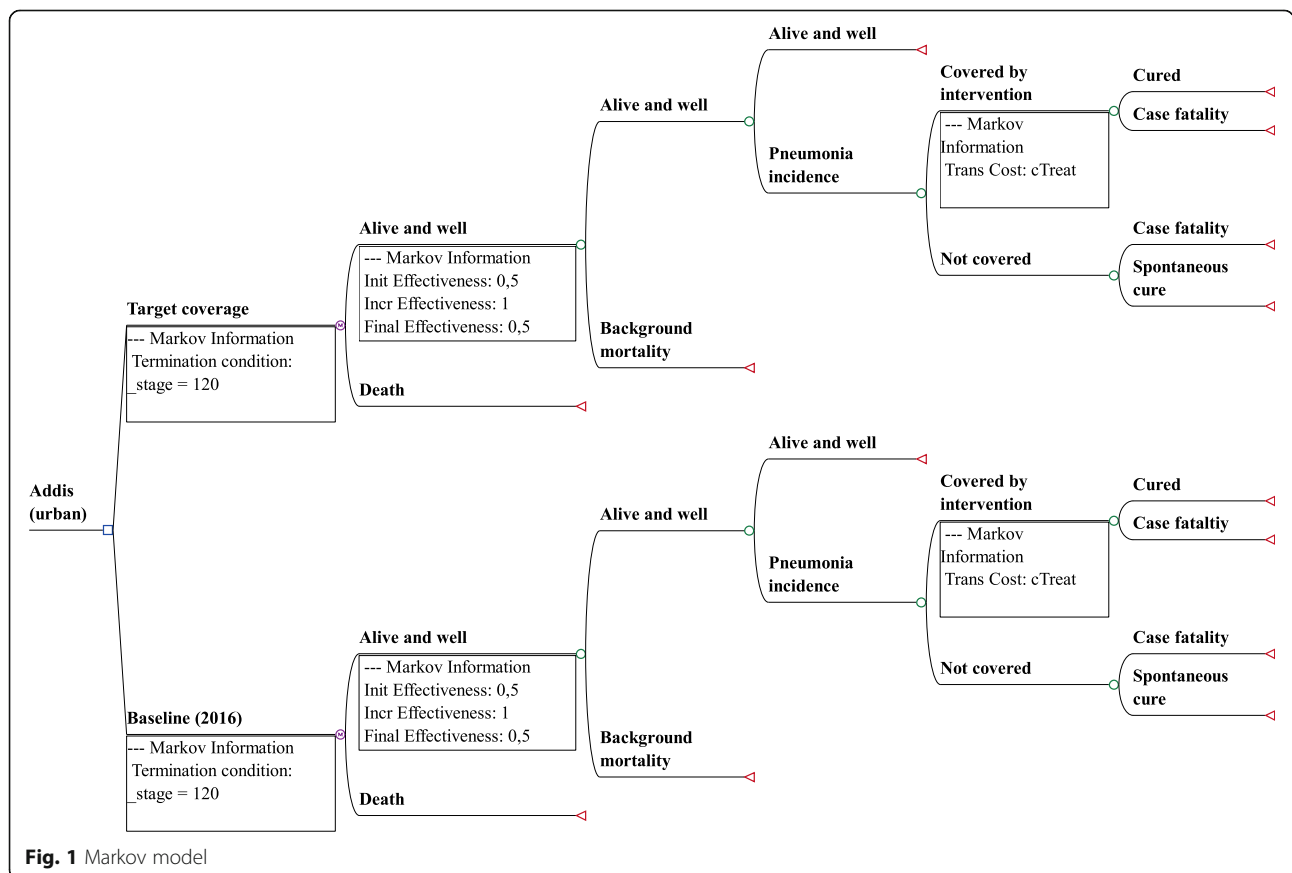 Alive and well
Covered by
intervention
Cured
Alive and well
Case fatality
--- Markov
Information
Trans Cost: cTreat
Pneumonia
incidence
Alive and well
Case fatality
--- Markov Information
Init Effectiveness: 0,5
Incr Effectiveness: 1
Final Effectiveness: 0,5
Not covered
Spontaneous
cure
Target coverage
--- Markov Information
Termination condition:
_stage = 120
Background
mortality
Death
Alive and well
Covered by
intervention
Cured
Addis
(urban)
Alive and well
Case fataltiy
--- Markov
Information
Trans Cost: cTreat
Pneumonia
incidence
Alive and well
Case fatality
--- Markov Information
Init Effectiveness: 0,5
Incr Effectiveness: 1
Final Effectiveness: 0,5
Not covered
Spontaneous
cure
Baseline (2016)
--- Markov Information
Termination condition:
_stage = 120
Background
mortality
Death
Fig. 1 Markov model